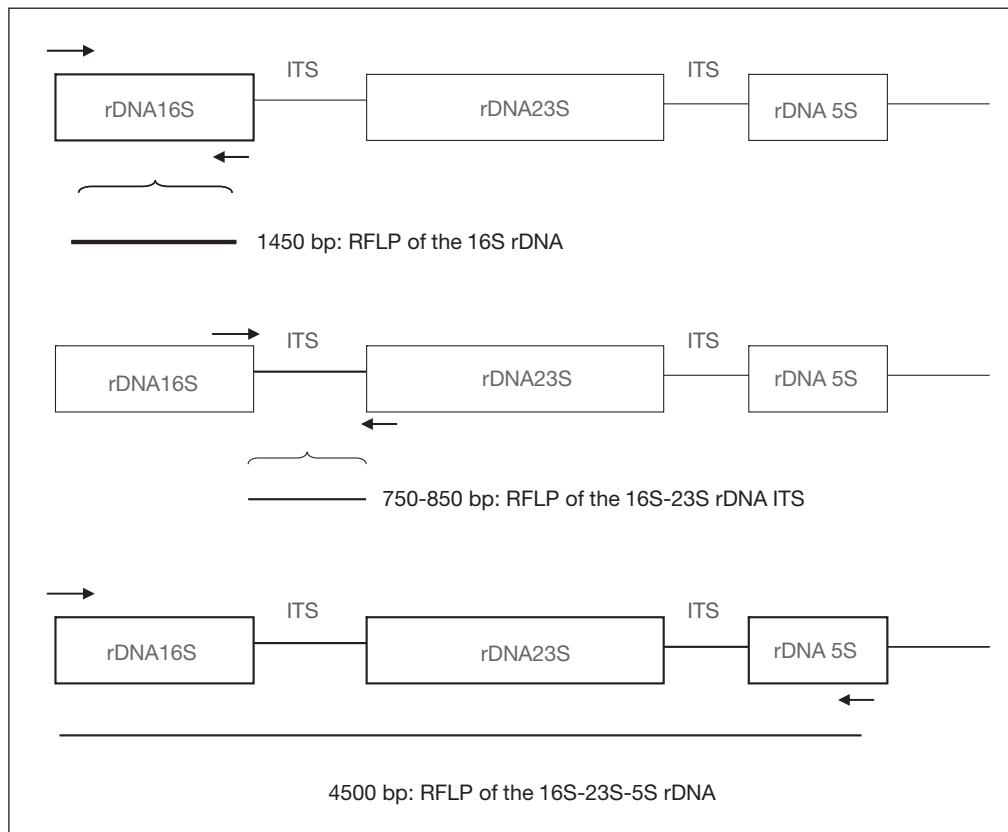 ITS ITS
rDNA16S rDNA23S rDNA 5S
1450 bp: RFLP of the 16S rDNA
ITS ITS
rDNA16S rDNA23S rDNA 5S
750-850 bp: RFLP of the 16S-23S rDNA ITS
ITS ITS
rDNA16S rDNA23S rDNA 5S
4500 bp: RFLP of the 16S-23S-5S rDNA